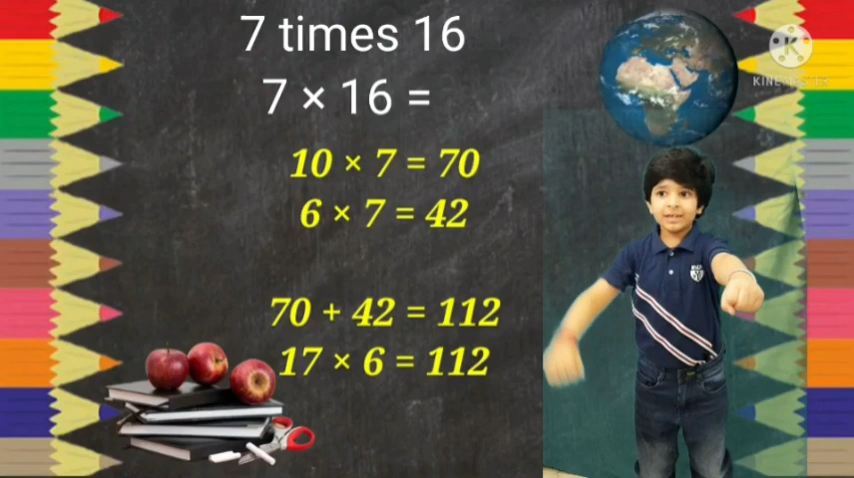 7 times 16
7 × 16 =
10 × 7 = 70
6 × 7 = 42
70 + 42 = 112
17 × 6 = 112